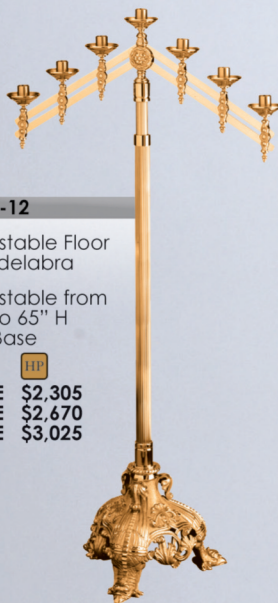 -12
stable Floor
delabra
stable from
o 65" H
Base
HP
$2,305
$2,670
$3,025